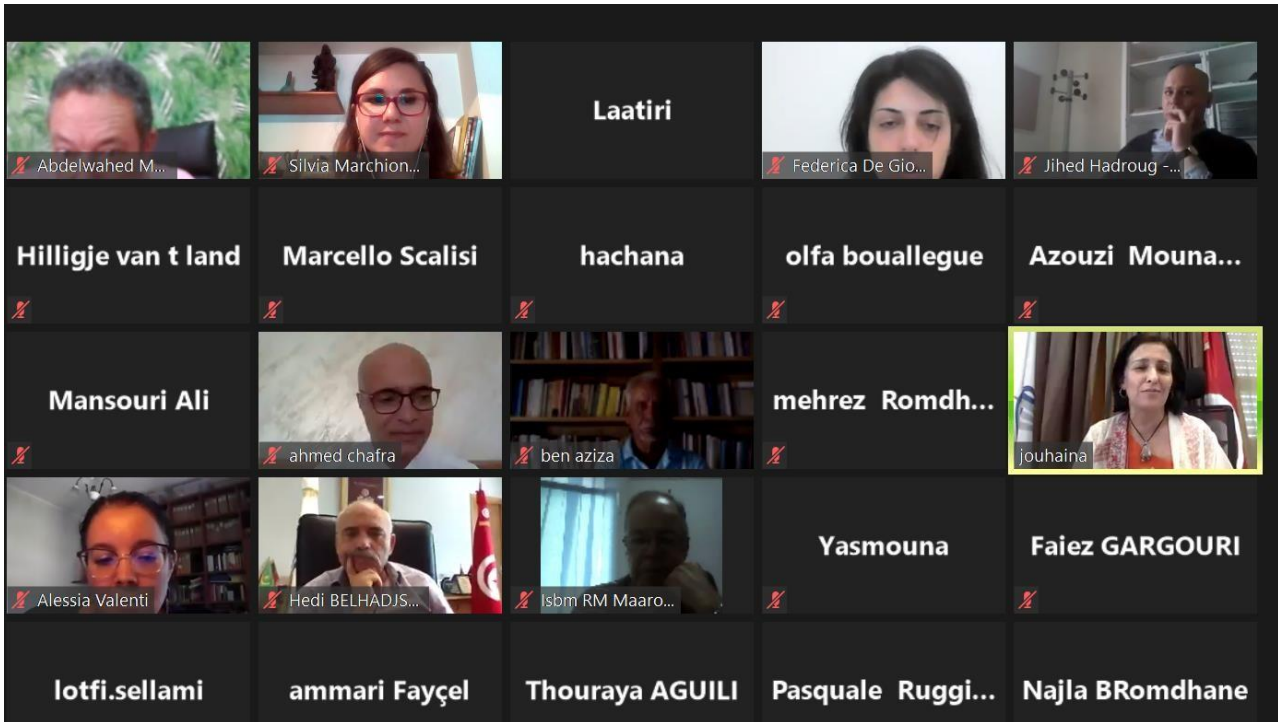 Abdelwahed M...
Silvia Marchion...
Laatiri
Federica De Gio...
Jihed Hadroug -...
Hilligje van t land
Marcello Scalisi
hachana
olfa bouallegue
Azouzi Mouna...
Mansouri Ali
ahmed chafra
ben aziza
mehrez Romdh...
jouhaina
Alessia Valenti
Hedi BELHADJS...
Isbm RM Maaro...
Yasmouna
Faiez GARGOURI
lotfi.sellami
ammari Fayçel
Thouraya AGUILI
Pasquale Ruggi...
Najla BRomdhane